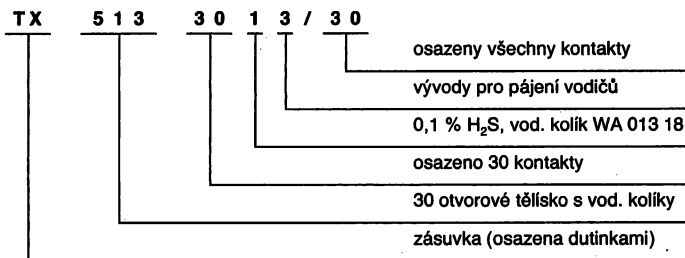 TX 513 30 1 3 / 30
osazeny všechny kontakty
vývody pro pájení vodičů
0,1 % H₂S, vod. kolík WA 013 18
osazeno 30 kontakty
30 otvorové tělísko s vod. kolíky
zásuvka (osazena dutinkami)